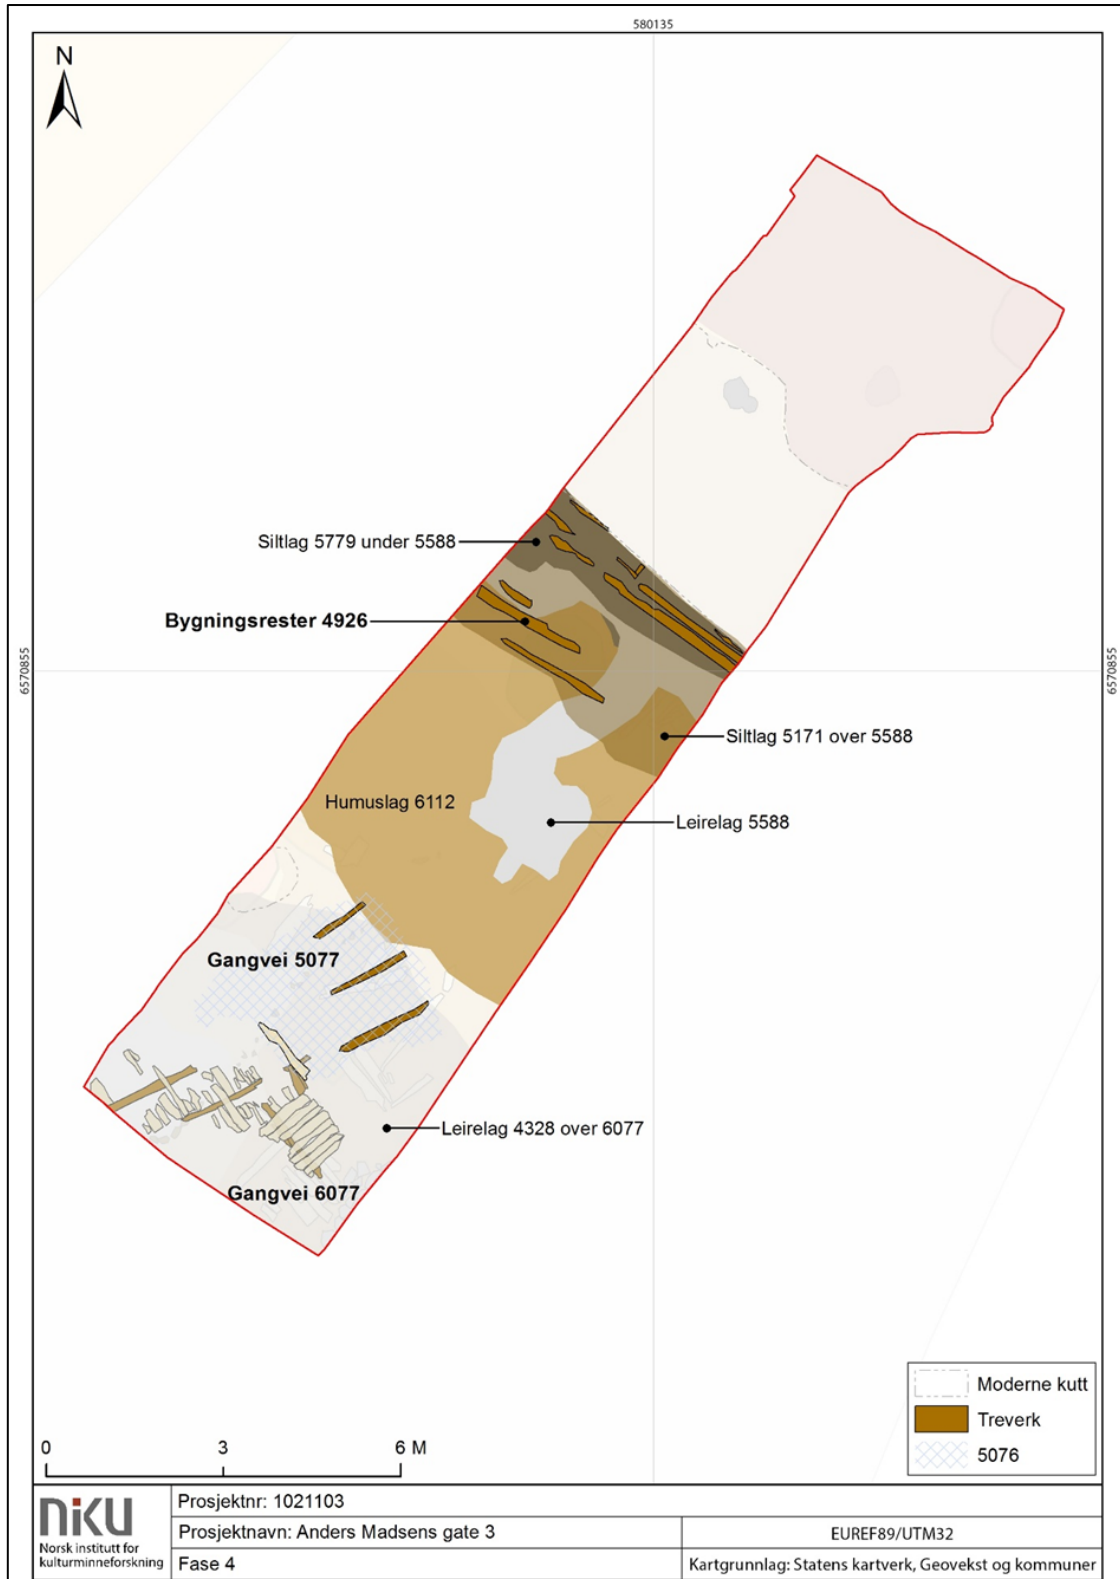 580135
N
Siltlag 5779 under 5588
Bygningsrester 4926
6570855
6570855
Siltlag 5171 over 5588
Humuslag 6112
Leirelag 5588
Gangvei 5077
Leirelag 4328 over 6077
Gangvei 6077
Moderne kutt
Treverk
5076
0 3 6 M
niku
Norsk institutt for
kulturminneforskning
Prosjektnr: 1021103
Prosjektnavn: Anders Madsens gate 3
EUREF89/UTM32
Fase 4
Kartgrunnlag: Statens kartverk, Geovekst og kommuner